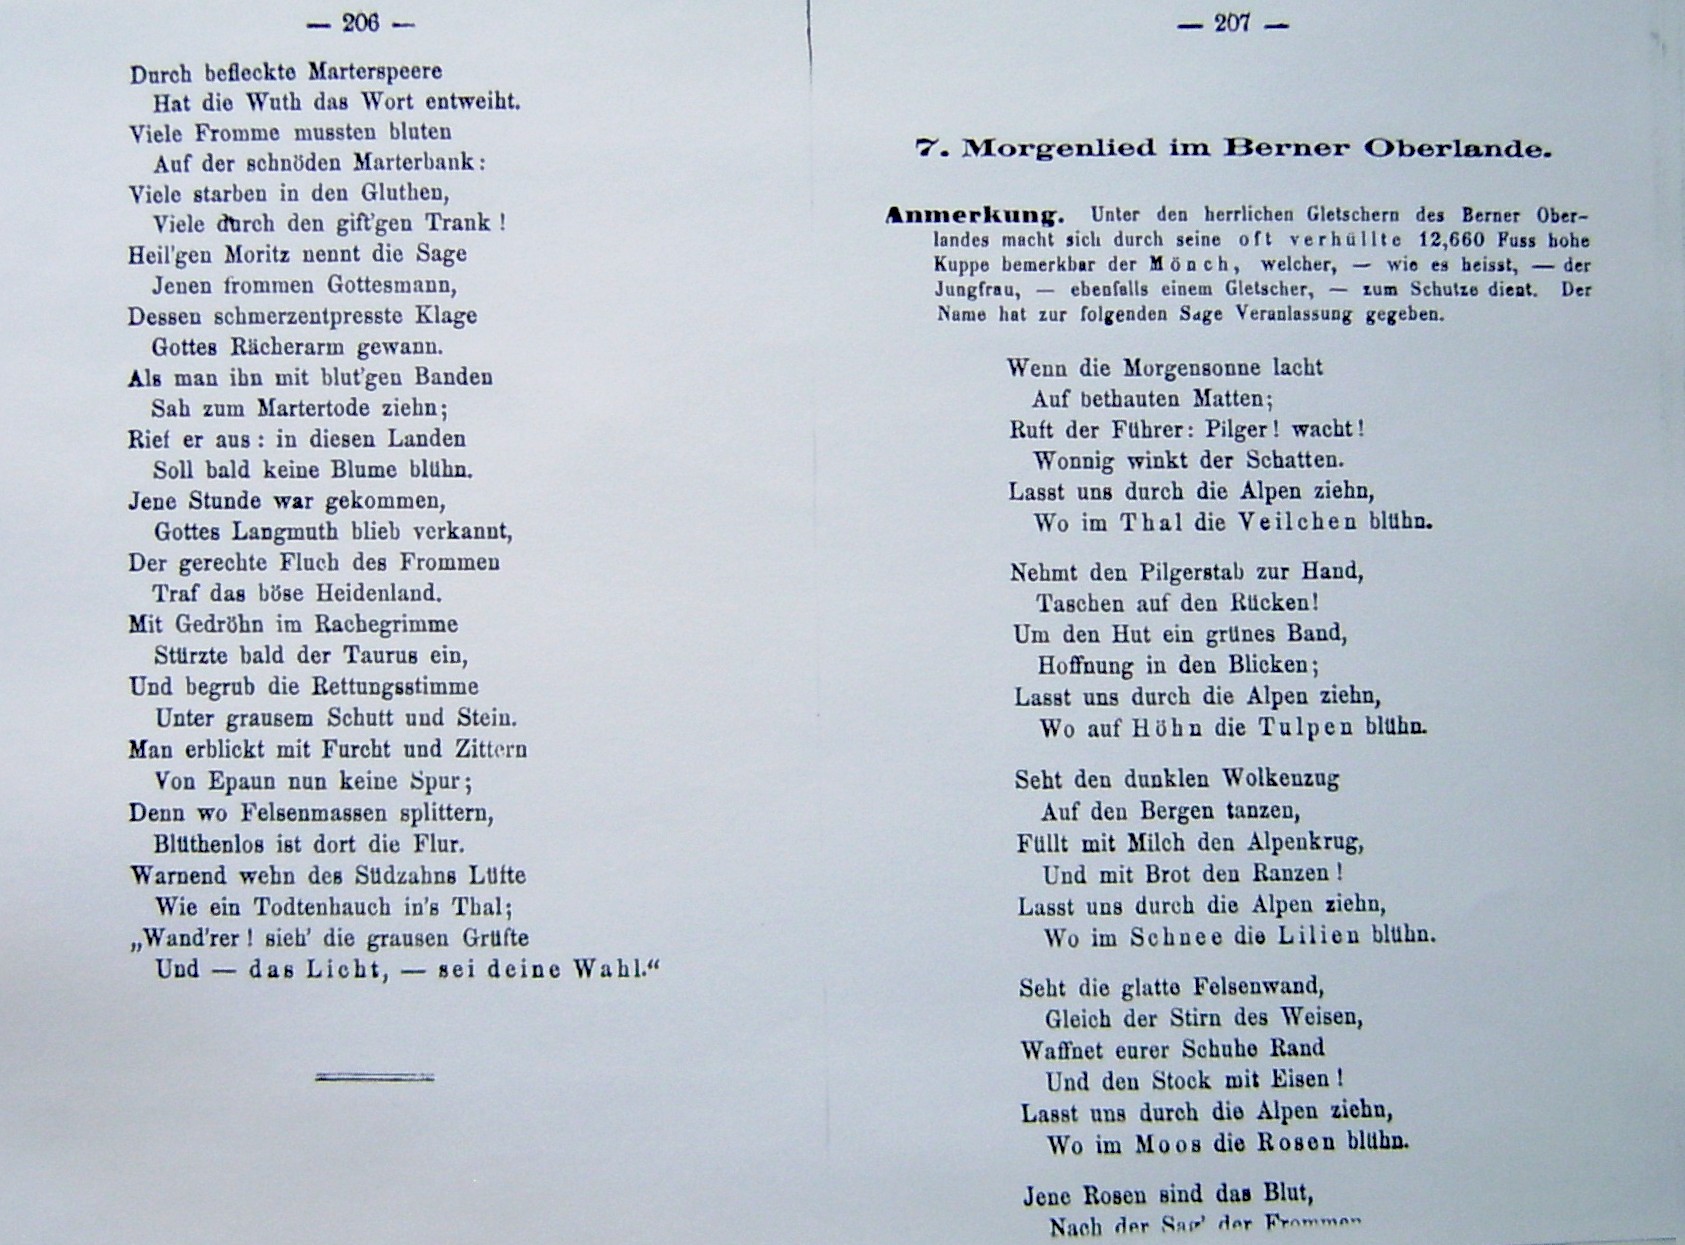 — 206 —
Durch befleckte Marterspeere
Hat die Wuth das Wort entweiht.
Viele Fromme mussten bluten
Auf der schnöden Marterbank:
Viele starben in den Gluthen,
Viele durch den gift'gen Trank!
Heil'gen Moritz nennt die Sage
Jenen frommen Gottesmann,
Dessen schmerzentpresste Klage
Gottes Rächerarm gewann.
Als man ihn mit blut'gen Banden
Sah zum Martertode ziehn;
Rief er aus: in diesen Landen
Soll bald keine Blume blühn.
Jene Stunde war gekommen,
Gottes Langmuth blieb verkannt,
Der gerechte Fluch des Frommen
Traf das böse Heidenland.
Mit Gedröhn im Rachegrimme
Stürzte bald der Taurus ein,
Und begrub die Rettungsstimme
Unter grausem Schutt und Stein.
Man erblickt mit Furcht und Zittern
Von Epaun nun keine Spur;
Denn wo Felsenmassen splittern,
Blüthenlos ist dort die Flur.
Warnend wehn des Südzahns Lüfte
Wie ein Todtenhauch in's Thal;
„Wand'rer! sieh' die grausen Grüfte
Und — das Licht, — sei deine Wahl.“
— 207 —
7. Morgenlied im Berner Oberlande.
Anmerkung. Unter den herrlichen Gletschern des Berner Ober-
landes macht sich durch seine oft verhüllte 12,660 Fuss hohe
Kuppe bemerkbar der Mönch, welcher, — wie es heisst, — der
Jungfrau, — ebenfalls einem Gletscher, — zum Schutze dient. Der
Name hat zur folgenden Sage Veranlassung gegeben.
Wenn die Morgensonne lacht
Auf bethauten Matten;
Ruft der Führer: Pilger! wacht!
Wonnig winkt der Schatten.
Lasst uns durch die Alpen ziehn,
Wo im Thal die Veilchen blühn.
Nehmt den Pilgerstab zur Hand,
Taschen auf den Rücken!
Um den Hut ein grünes Band,
Hoffnung in den Blicken;
Lasst uns durch die Alpen ziehn,
Wo auf Höhn die Tulpen blühn.
Seht den dunklen Wolkenzug
Auf den Bergen tanzen,
Füllt mit Milch den Alpenkrug,
Und mit Brot den Ranzen!
Lasst uns durch die Alpen ziehn,
Wo im Schnee die Lilien blühn.
Seht die glatte Felsenwand,
Gleich der Stirn des Weisen,
Waffnet eurer Schuhe Rand
Und den Stock mit Eisen!
Lasst uns durch die Alpen ziehn,
Wo im Moos die Rosen blühn.
Jene Rosen sind das Blut,
Nach der Sag' der Frommen